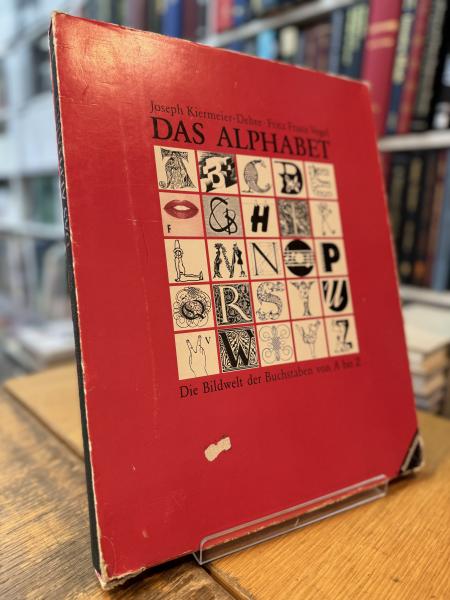 Joseph Kiermeier-Debre · Fritz Franz Vogel
DAS ALPHABET
A B C D E
F G H I K
L M N O P
Q R S T U
V W X Y Z
Die Bildwelt der Buchstaben von A bis Z